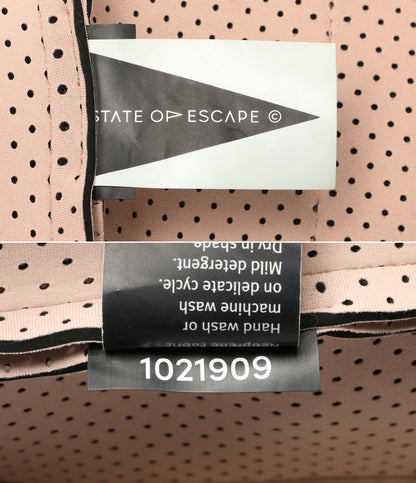 STATE OF ESCAPE ©
Neoprene Fabric
Hand wash or
machine wash
on delicate cycle.
Mild detergent.
Dry in shade
1021909